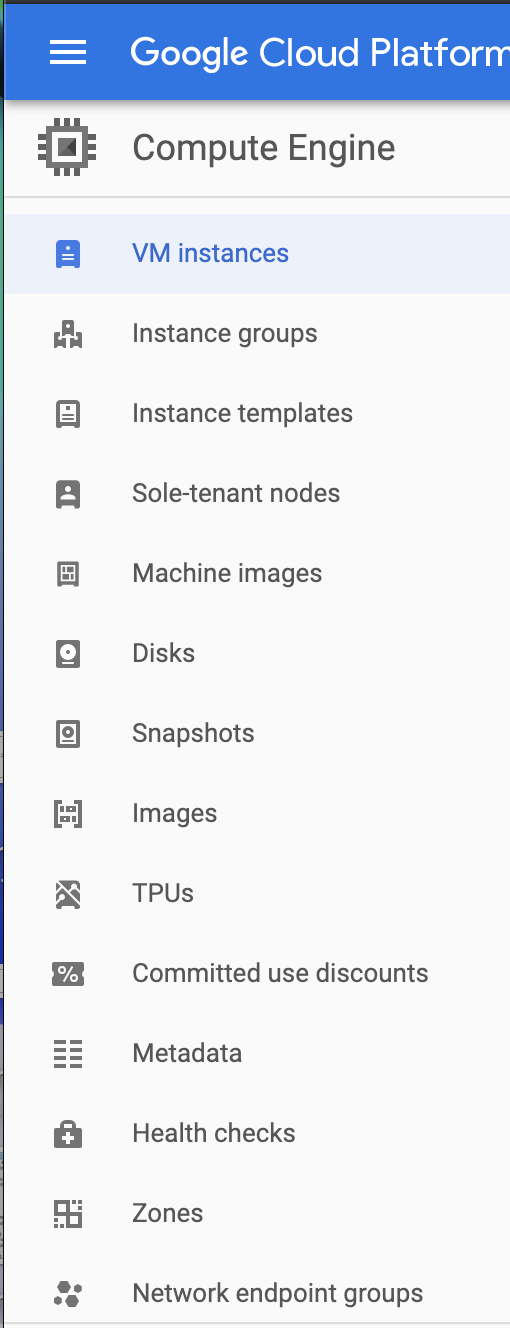 Google Cloud Platform
Compute Engine
VM instances
Instance groups
Instance templates
Sole-tenant nodes
Machine images
Disks
Snapshots
Images
TPUs
Committed use discounts
Metadata
Health checks
Zones
Network endpoint groups